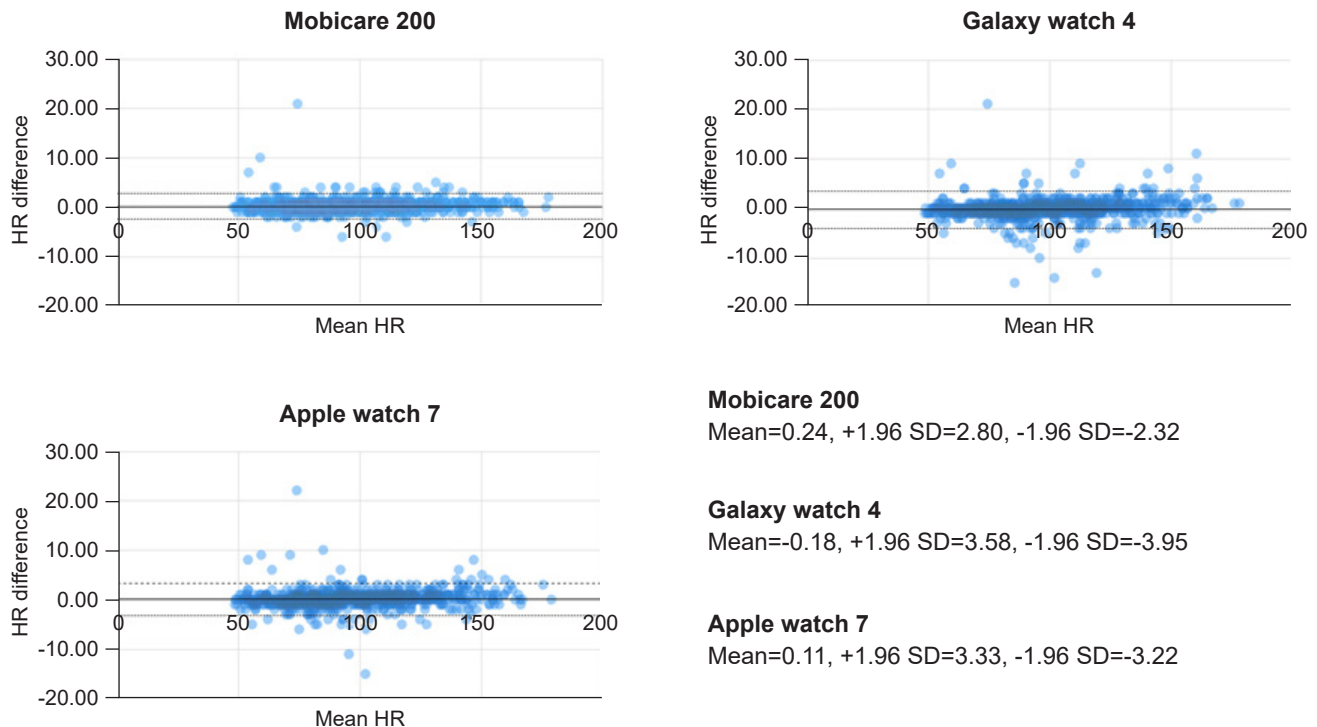 Mobicare 200
30.00
20.00
10.00
0.00
-10.00
-20.00
HR difference
0
50
100
150
200
Mean HR
Galaxy watch 4
30.00
20.00
10.00
0.00
-10.00
-20.00
HR difference
0
50
100
150
200
Mean HR
Apple watch 7
30.00
20.00
10.00
0.00
-10.00
-20.00
HR difference
0
50
100
150
200
Mean HR
Mobicare 200
Mean=0.24, +1.96 SD=2.80, -1.96 SD=-2.32
Galaxy watch 4
Mean=-0.18, +1.96 SD=3.58, -1.96 SD=-3.95
Apple watch 7
Mean=0.11, +1.96 SD=3.33, -1.96 SD=-3.22